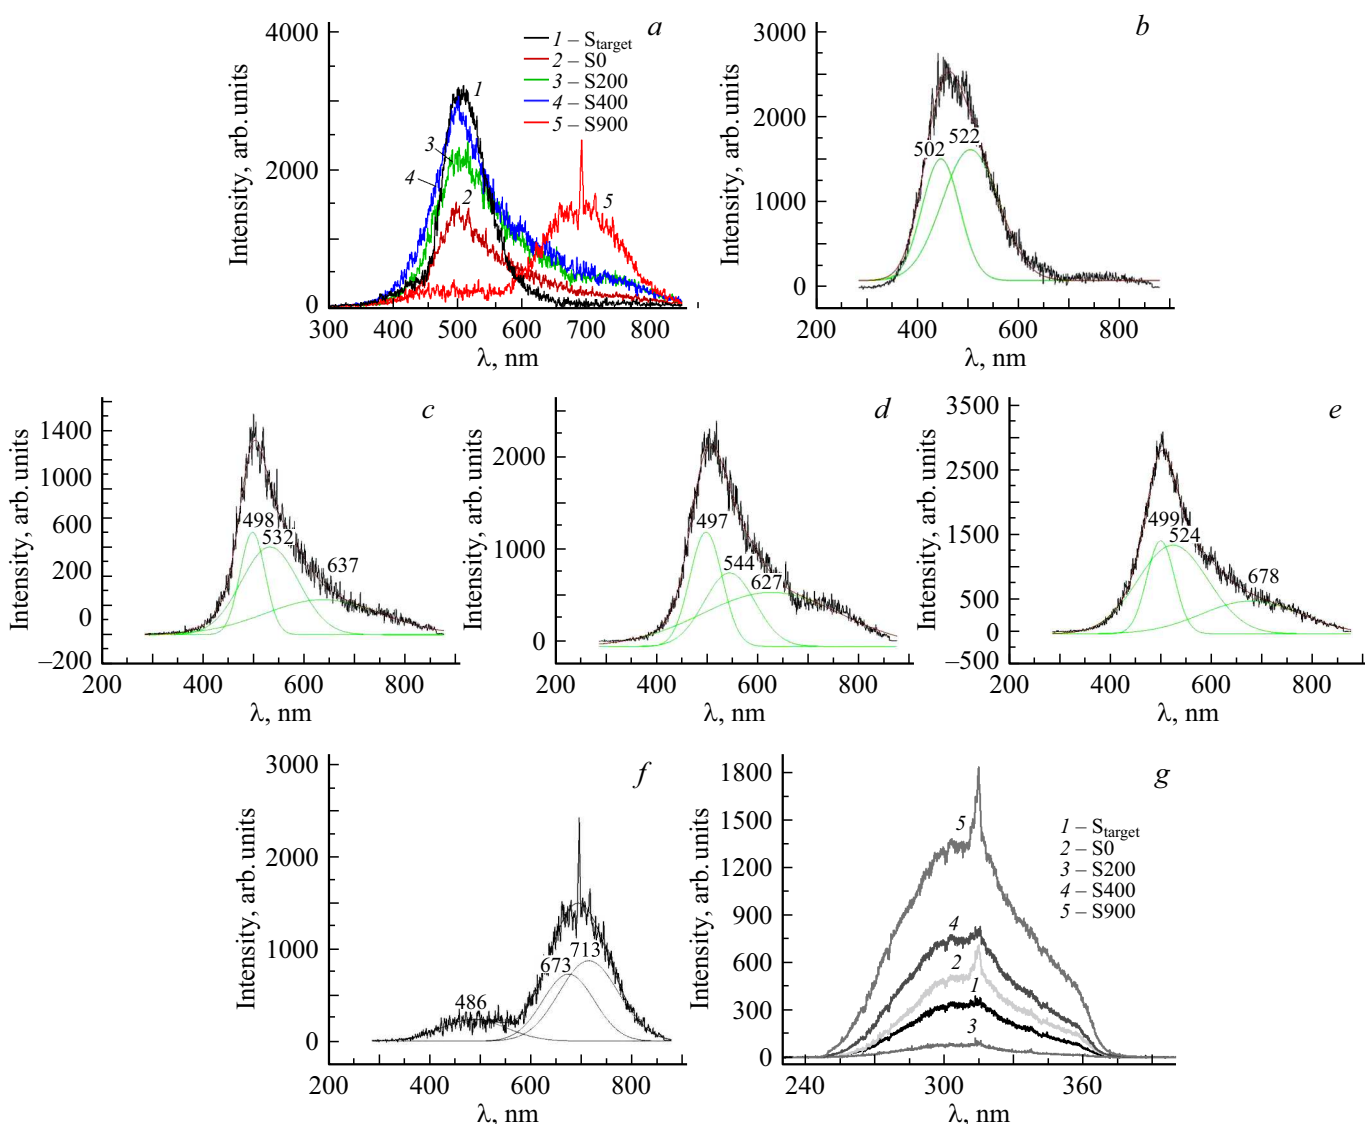 a
4000
2000
0
300 400 500 600 700 800
λ, nm
Intensity, arb. units
1 – Starget
2 – S0
3 – S200
4 – S400
5 – S900
1
3
4
2
5
b
3000
2000
1000
0
200 400 600 800
λ, nm
Intensity, arb. units
502 522
c
1400
1000
600
200
0
–200
200 400 600 800
λ, nm
Intensity, arb. units
498
532
637
d
2000
1000
0
200 400 600 800
λ, nm
Intensity, arb. units
497
544
627
e
3500
2500
1500
500
0
–500
200 400 600 800
λ, nm
Intensity, arb. units
499
524
678
f
3000
2000
1000
0
200 400 600 800
λ, nm
Intensity, arb. units
486
673 713
g
1800
1500
1200
900
600
300
0
240 300 360
λ, nm
Intensity, arb. units
1 – Starget
2 – S0
3 – S200
4 – S400
5 – S900
5
4
2
1
3